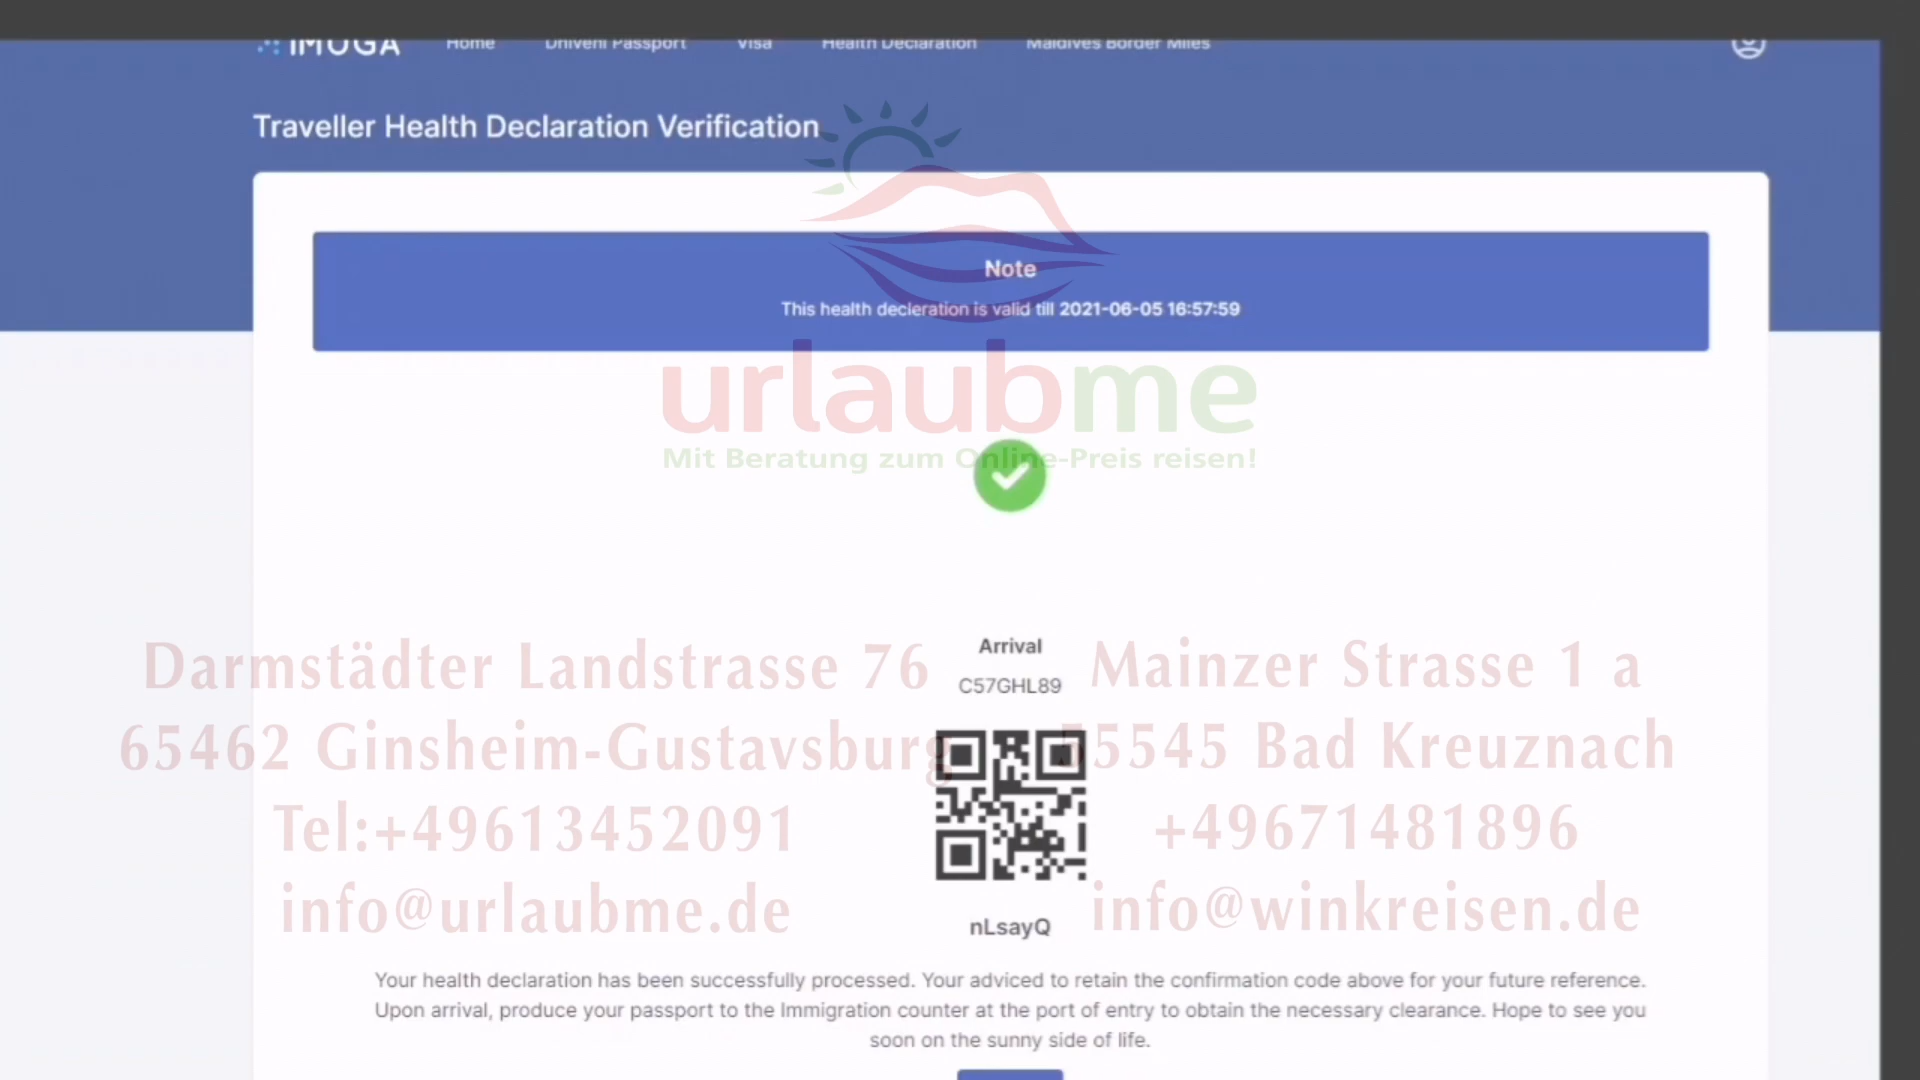 IMUGA Home Dhivehi Passport Visa Health Declaration Maldives Border Miles
Traveller Health Declaration Verification
Note
This health decleration is valid till 2021-06-05 16:57:59
urlaubme
Mit Beratung zum Online-Preis reisen!
Arrival
C57GHL89
Darmstädter Landstrasse 76
65462 Ginsheim-Gustavsburg
Tel:+49613452091
info@urlaubme.de
Mainzer Strasse 1 a
55545 Bad Kreuznach
+49671481896
info@winkreisen.de
nLsayQ
Your health declaration has been successfully processed. Your adviced to retain the confirmation code above for your future reference.
Upon arrival, produce your passport to the Immigration counter at the port of entry to obtain the necessary clearance. Hope to see you
soon on the sunny side of life.